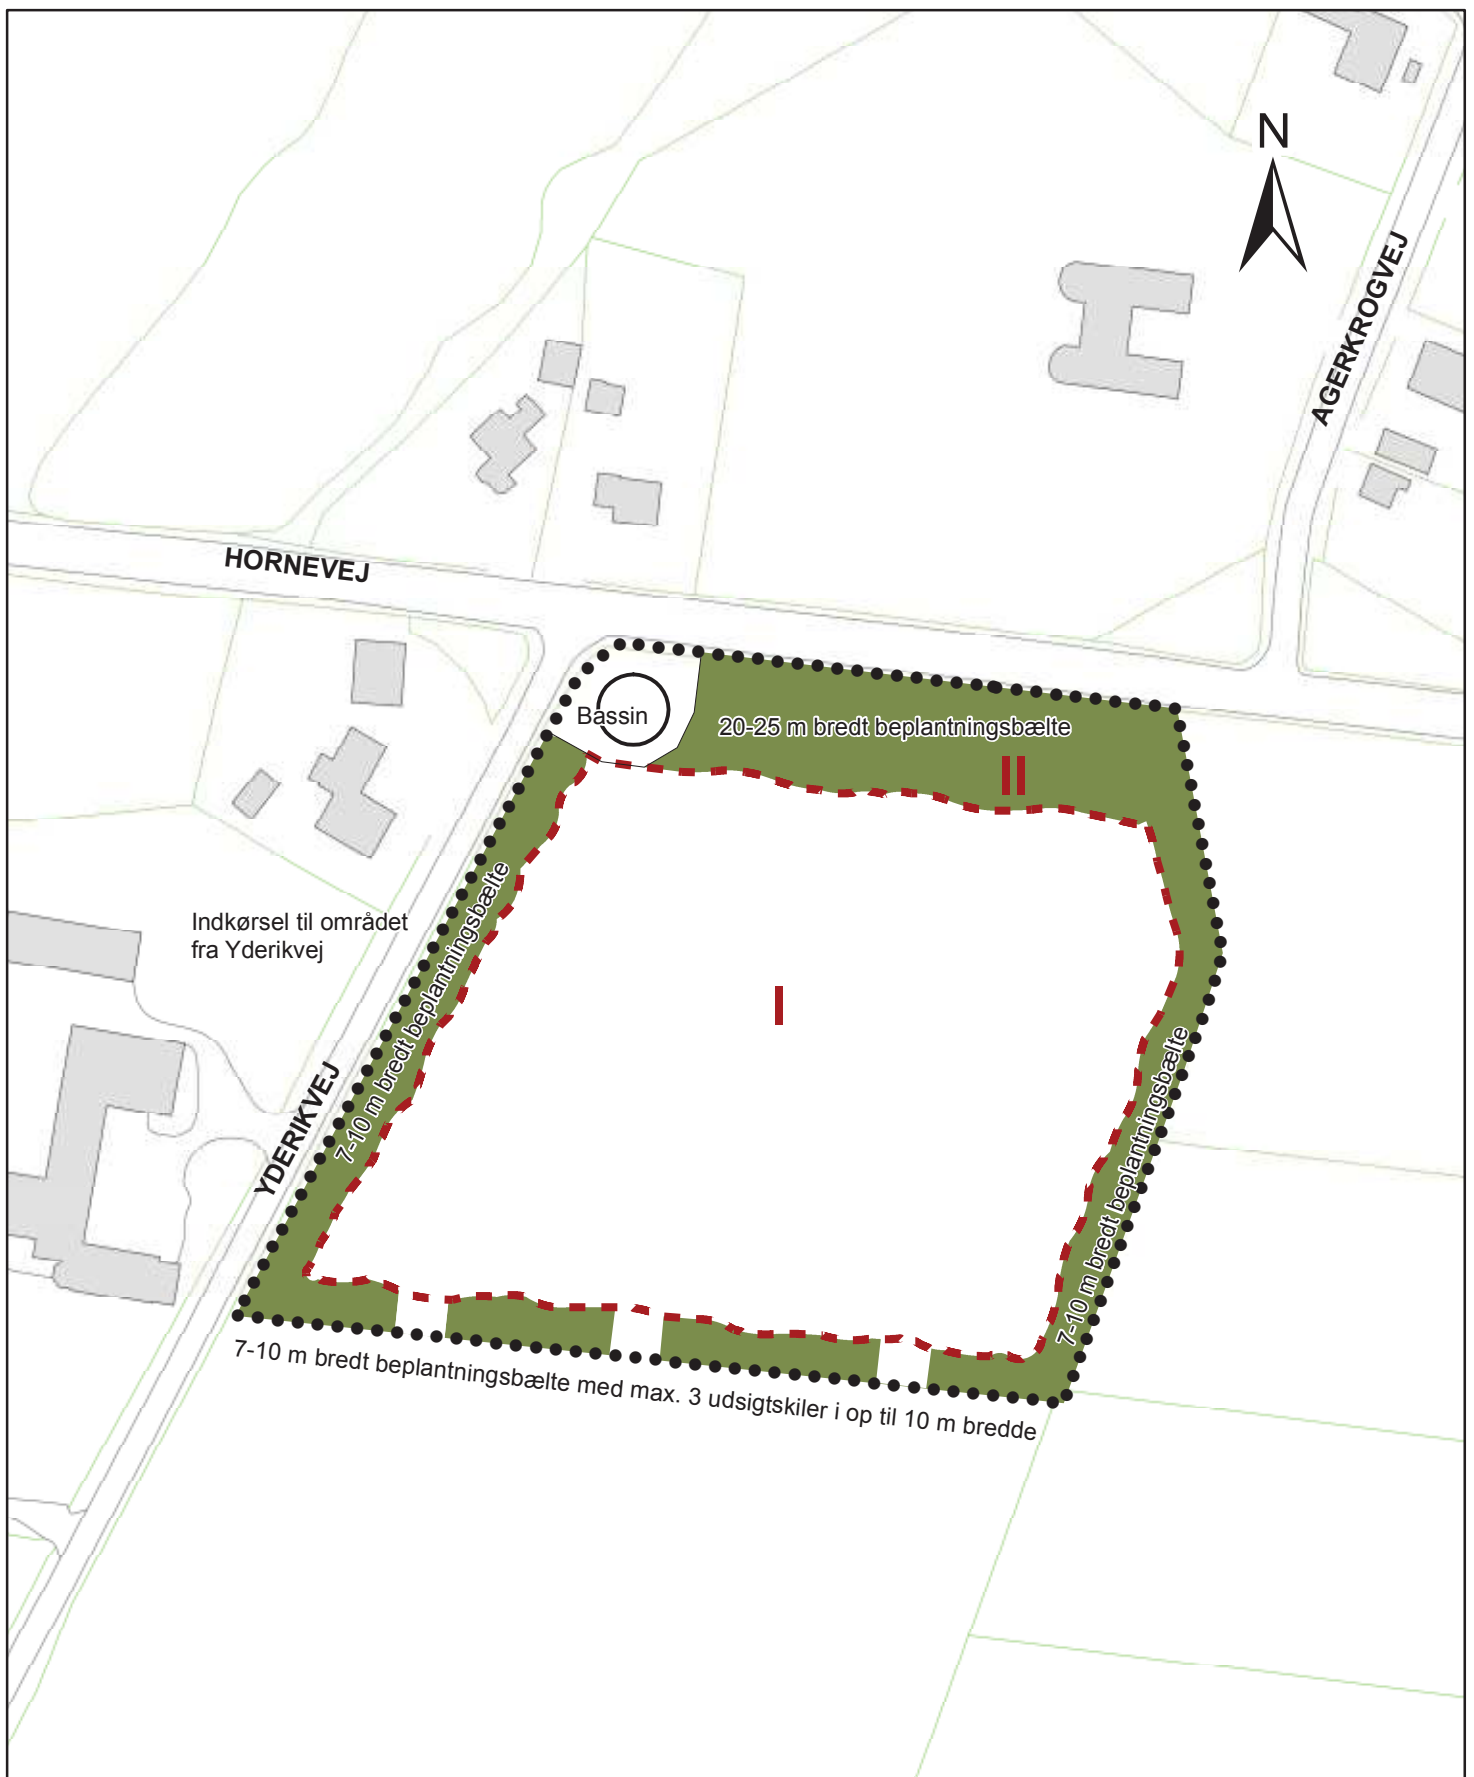 N
AGERKROGVEJ
HORNEVEJ
Bassin
20-25 m bredt beplantningsbælte
II
7-10 m bredt beplantningsbælte
Indkørsel til området
fra Yderikvej
I
YDERIKVEJ
7-10 m bredt beplantningsbælte
7-10 m bredt beplantningsbælte med max. 3 udsigtskiler i op til 10 m bredde